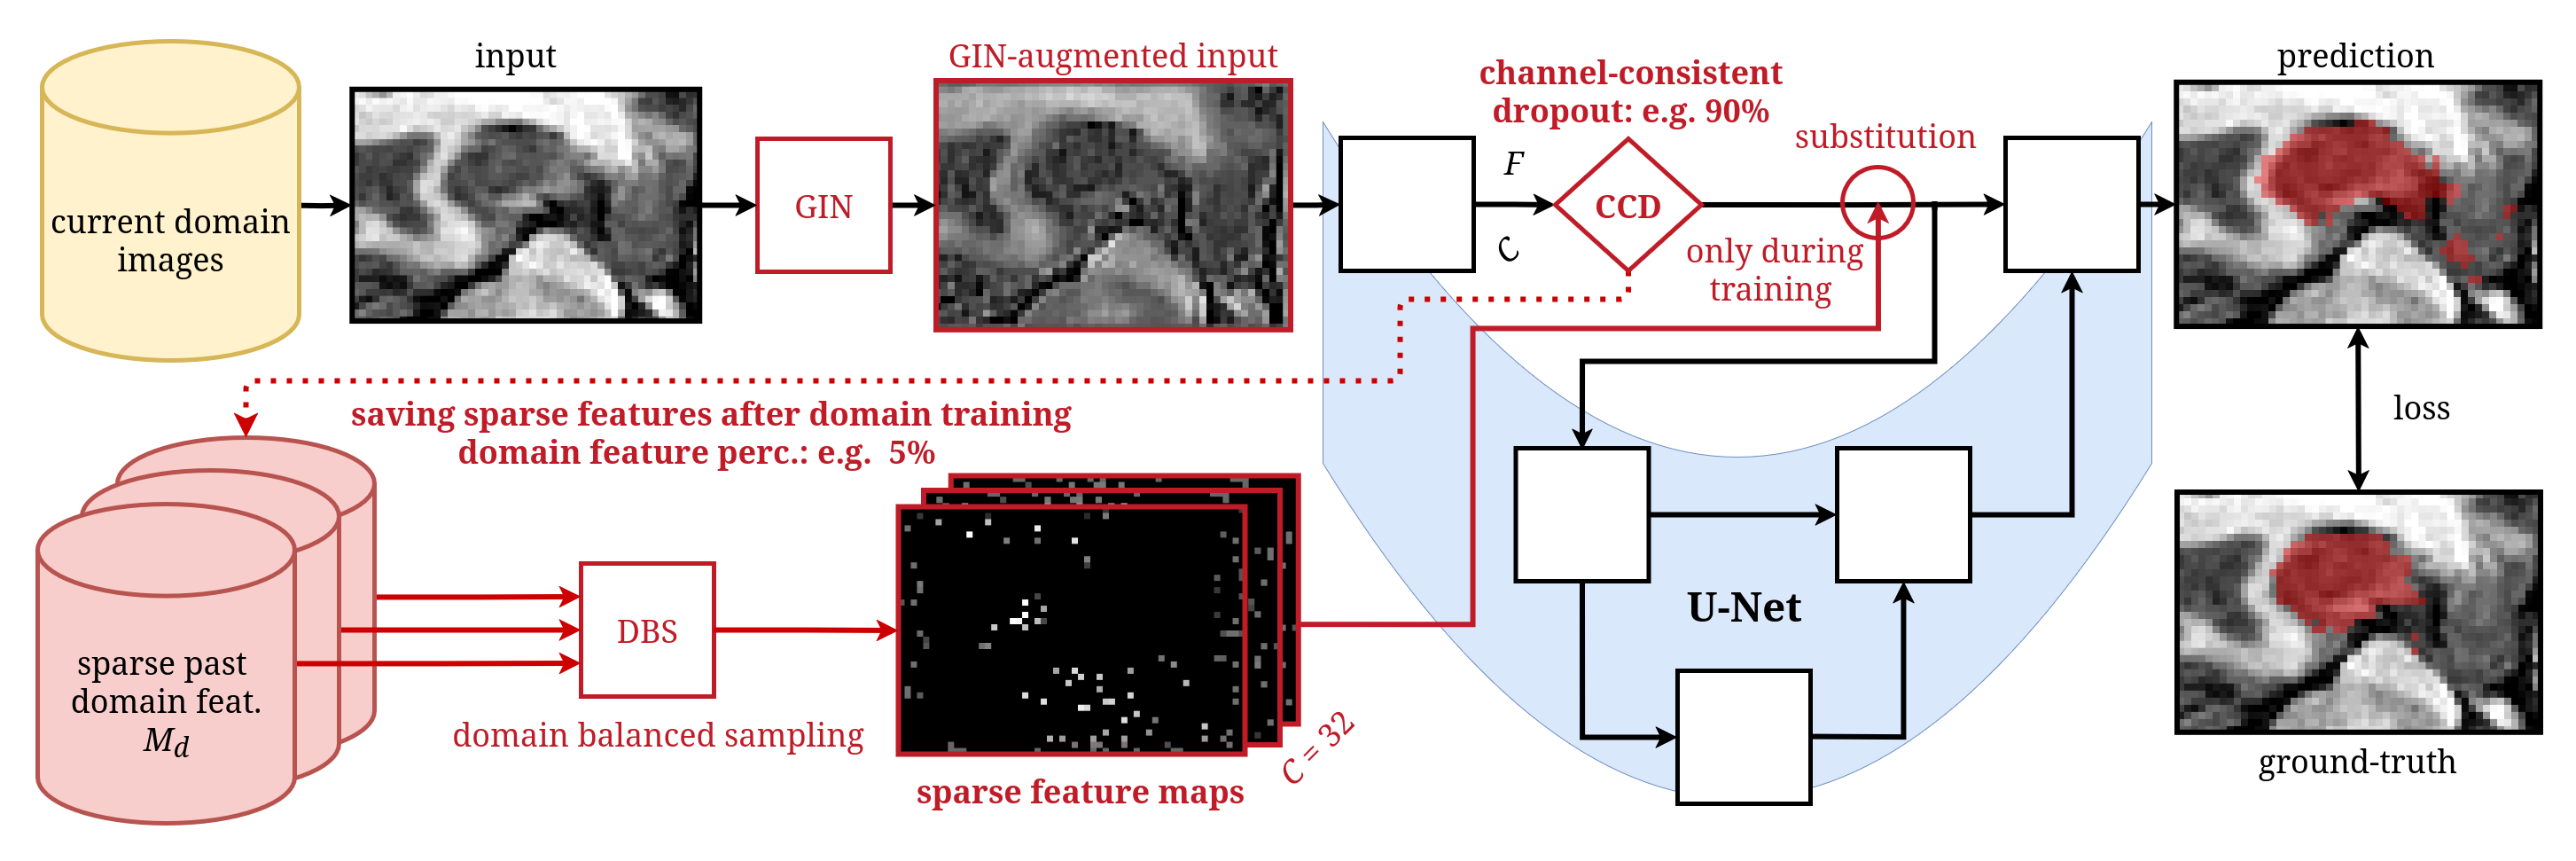 input
GIN-augmented input
channel-consistent
dropout: e.g. 90%
substitution
prediction
current domain
images
GIN
F
C
CCD
only during
training
saving sparse features after domain training
domain feature perc.: e.g. 5%
loss
sparse past
domain feat.
M_d
DBS
domain balanced sampling
sparse feature maps
C = 32
U-Net
ground-truth